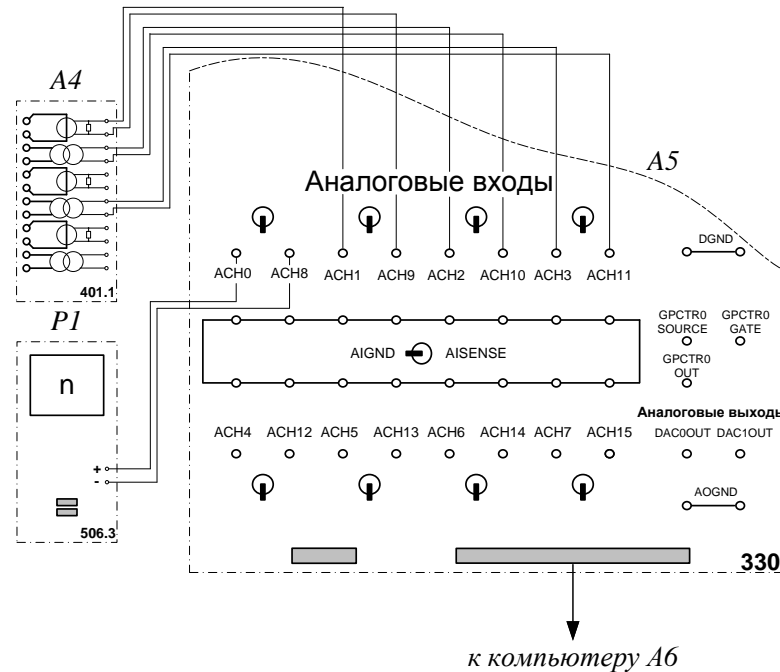 A4
401.1
P1
n
+
-
506.3
A5
Аналоговые входы
DGND
ACH0 ACH8 ACH1 ACH9 ACH2 ACH10 ACH3 ACH11
GPCTR0 SOURCE
GPCTR0 GATE
GPCTR0 OUT
AIGND AISENSE
Аналоговые выходы
ACH4 ACH12 ACH5 ACH13 ACH6 ACH14 ACH7 ACH15
DAC0OUT DAC1OUT
AOGND
330
к компьютеру A6